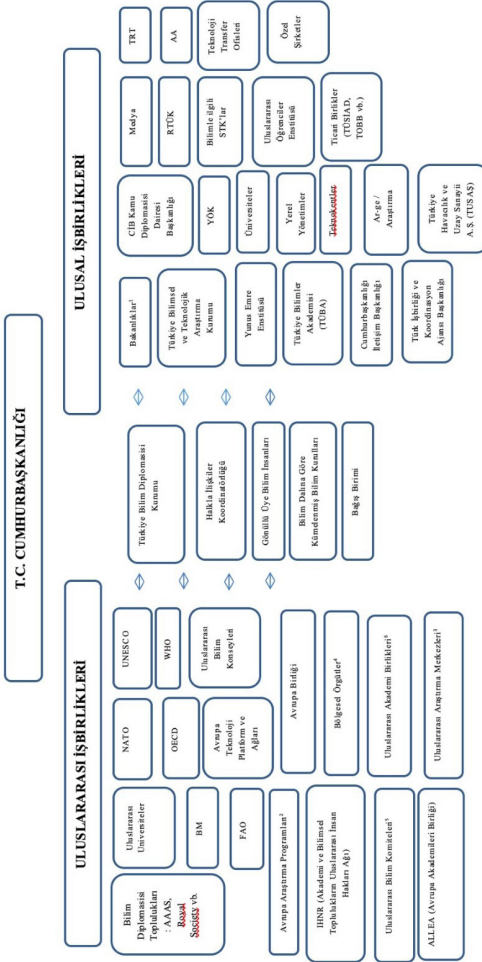 T.C. CUMHURBAŞKANLIĞI
ULUSLARARASI İŞBİRLİKLERİ
Bilim
Diplomasisi
Toplulukları
: AAAS,
Royal
Society vb.
Uluslararası
Üniversiteler
BM
FAO
Avrupa Araştırma Programları²
IHNR (Akademi ve Bilimsel
Toplulukların Uluslararası İnsan
Hakları Ağı)
Uluslararası Bilim Komiteleri⁵
ALLEA (Avrupa Akademileri Birliği)
NATO
OECD
Avrupa
Teknoloji
Platform ve
Ağları
UNESCO
WHO
Uluslararası
Bilim
Konseyleri
Avrupa Birliği
Bölgesel Örgütler⁴
Uluslararası Akademi Birlikleri⁶
Uluslararası Araştırma Merkezleri³
Türkiye Bilim Diplomasisi
Kurumu
Halkla İlişkiler
Koordinatörlüğü
Gönüllü Üye Bilim İnsanları
Bilim Dalına Göre
Kümelenmiş Bilim Kurulları
Bağış Birimi
ULUSAL İŞBİRLİKLERİ
Bakanlıklar¹
Türkiye Bilimsel
ve Teknolojik
Araştırma
Kurumu
Yunus Emre
Enstitüsü
Türkiye Bilimler
Akademisi
(TÜBA)
Cumhurbaşkanlığı
İletişim Başkanlığı
Türk İşbirliği ve
Koordinasyon
Ajansı Başkanlığı
CİB Kamu
Diplomasisi
Dairesi
Başkanlığı
YÖK
Üniversiteler
Yerel
Yönetimler
Teknokentler
Ar-ge /
Araştırma
Türkiye
Havacılık ve
Uzay Sanayii
A.Ş. (TUSAŞ)
Medya
RTÜK
Bilimle ilgili
STK'lar
Uluslararası
Öğrenciler
Enstitüsü
Ticari Birlikler
(TÜSİAD,
TOBB vb.)
TRT
AA
Teknoloji
Transfer
Ofisleri
Özel
Şirketler